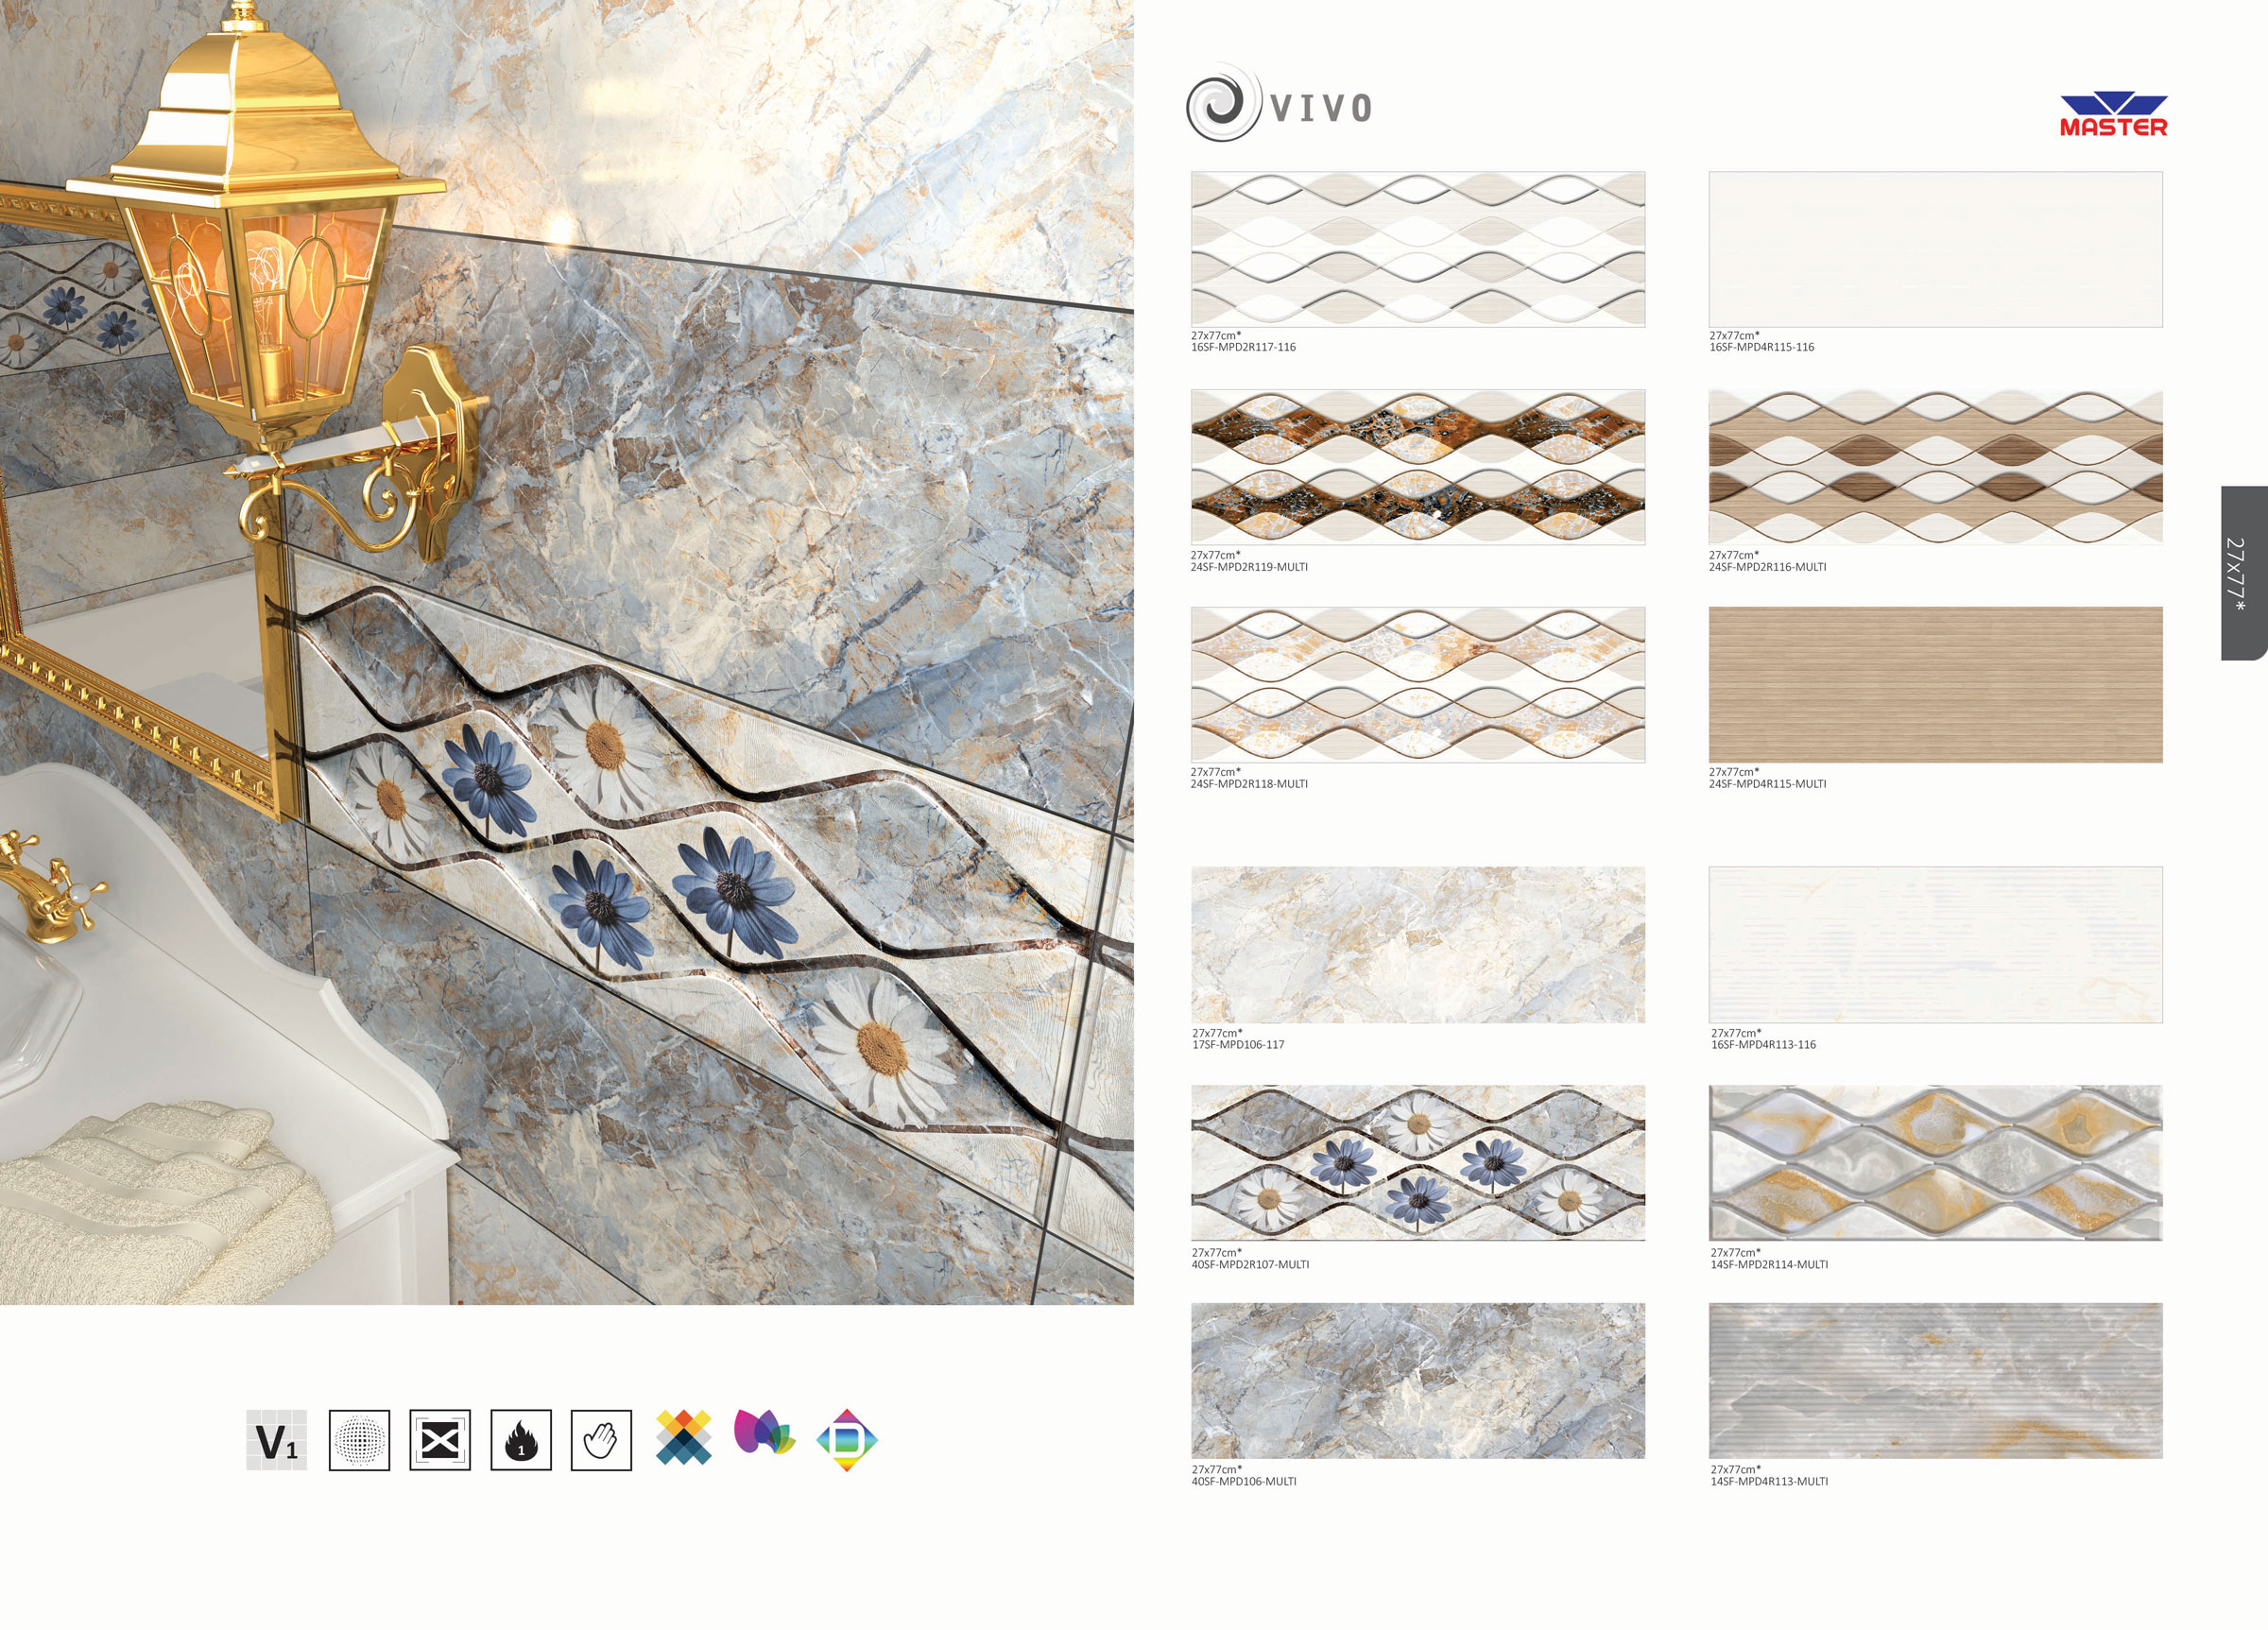 VIVO
MASTER
27x77cm*
16SF-MPD2R117-116
27x77cm*
16SF-MPD4R115-116
27x77cm*
24SF-MPD2R119-MULTI
27x77cm*
24SF-MPD2R116-MULTI
27x77*
27x77cm*
24SF-MPD2R118-MULTI
27x77cm*
24SF-MPD4R115-MULTI
27x77cm*
17SF-MPD106-117
27x77cm*
16SF-MPD4R113-116
27x77cm*
40SF-MPD2R107-MULTI
27x77cm*
14SF-MPD2R114-MULTI
27x77cm*
40SF-MPD106-MULTI
27x77cm*
14SF-MPD4R113-MULTI
V1
1
D